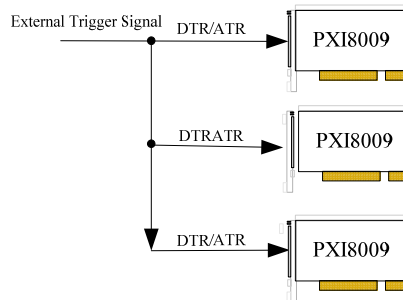 External Trigger Signal
DTR/ATR
PXI8009
DTRATR
PXI8009
DTR/ATR
PXI8009